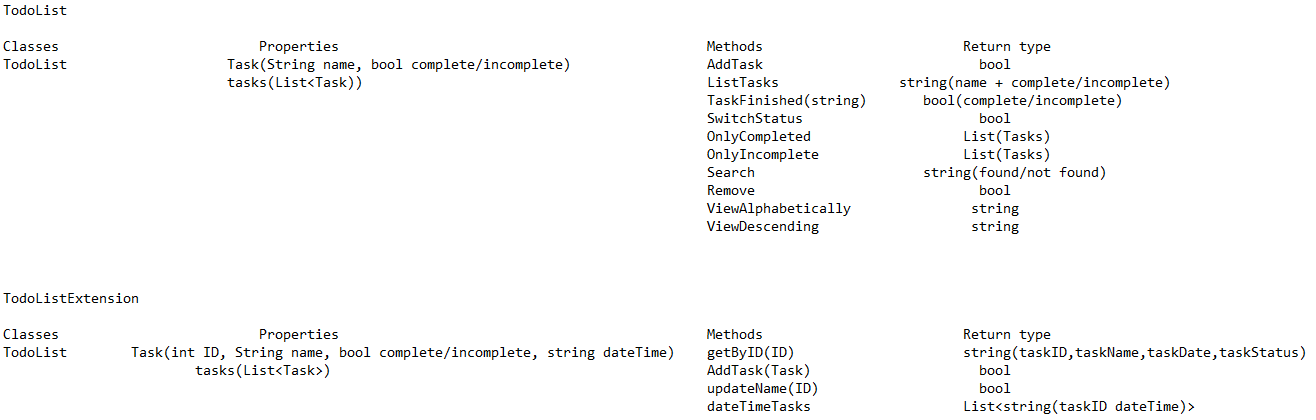 TodoList
Classes Properties Methods Return type
TodoList Task(String name, bool complete/incomplete) AddTask bool
tasks(List<Task)) ListTasks string(name + complete/incomplete)
TaskFinished(string) bool(complete/incomplete)
SwitchStatus bool
OnlyCompleted List(Tasks)
OnlyIncomplete List(Tasks)
Search string(found/not found)
Remove bool
ViewAlphabetically string
ViewDescending string
TodoListExtension
Classes Properties Methods Return type
TodoList Task(int ID, String name, bool complete/incomplete, string dateTime) getByID(ID) string(taskID,taskName,taskDate,taskStatus)
tasks(List<Task>) AddTask(Task) bool
updateName(ID) bool
dateTimeTasks List<string(taskID dateTime)>